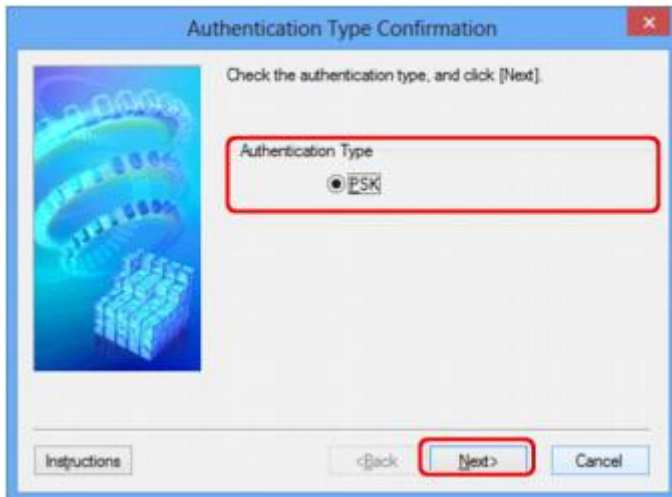 Authentication Type Confirmation
Check the authentication type, and click [Next].
Authentication Type
PSK
Instructions
<Back
Next>
Cancel